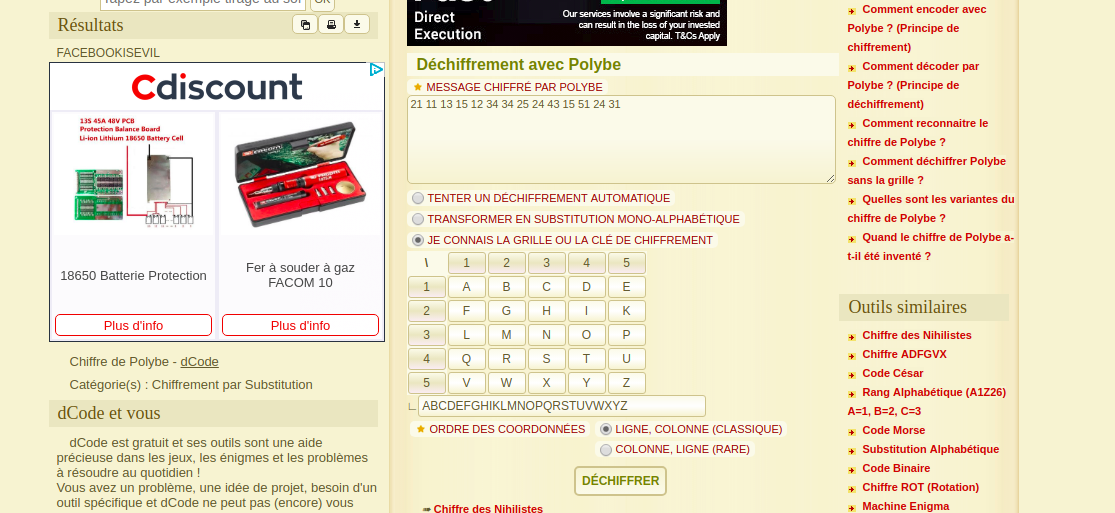 Tapez par exemple tirage au sort
OK
Résultats
FACEBOOKISEVIL
Cdiscount
13S 45A 48V PCB
Protection Balance Board
Li-ion Lithium 18650 Battery Cell
18650 Batterie Protection
Plus d'info
Fer à souder à gaz
FACOM 10
Plus d'info
Chiffre de Polybe - dCode
Catégorie(s) : Chiffrement par Substitution
dCode et vous
dCode est gratuit et ses outils sont une aide
précieuse dans les jeux, les énigmes et les problèmes
à résoudre au quotidien !
Vous avez un problème, une idée de projet, besoin d'un
outil spécifique et dCode ne peut pas (encore) vous
Direct
Execution
Our services involve a significant risk and
can result in the loss of your invested
capital. T&Cs Apply
Déchiffrement avec Polybe
MESSAGE CHIFFRÉ PAR POLYBE
21 11 13 15 12 34 34 25 24 43 15 51 24 31
TENTER UN DÉCHIFFREMENT AUTOMATIQUE
TRANSFORMER EN SUBSTITUTION MONO-ALPHABÉTIQUE
JE CONNAIS LA GRILLE OU LA CLÉ DE CHIFFREMENT
\ 1 2 3 4 5
1 A B C D E
2 F G H I K
3 L M N O P
4 Q R S T U
5 V W X Y Z
ABCDEFGHIKLMNOPQRSTUVWXYZ
ORDRE DES COORDONNÉES
LIGNE, COLONNE (CLASSIQUE)
COLONNE, LIGNE (RARE)
DÉCHIFFRER
Chiffre des Nihilistes
Comment encoder avec
Polybe ? (Principe de
chiffrement)
Comment décoder par
Polybe ? (Principe de
déchiffrement)
Comment reconnaitre le
chiffre de Polybe ?
Comment déchiffrer Polybe
sans la grille ?
Quelles sont les variantes du
chiffre de Polybe ?
Quand le chiffre de Polybe a-
t-il été inventé ?
Outils similaires
Chiffre des Nihilistes
Chiffre ADFGVX
Code César
Rang Alphabétique (A1Z26)
A=1, B=2, C=3
Code Morse
Substitution Alphabétique
Code Binaire
Chiffre ROT (Rotation)
Machine Enigma